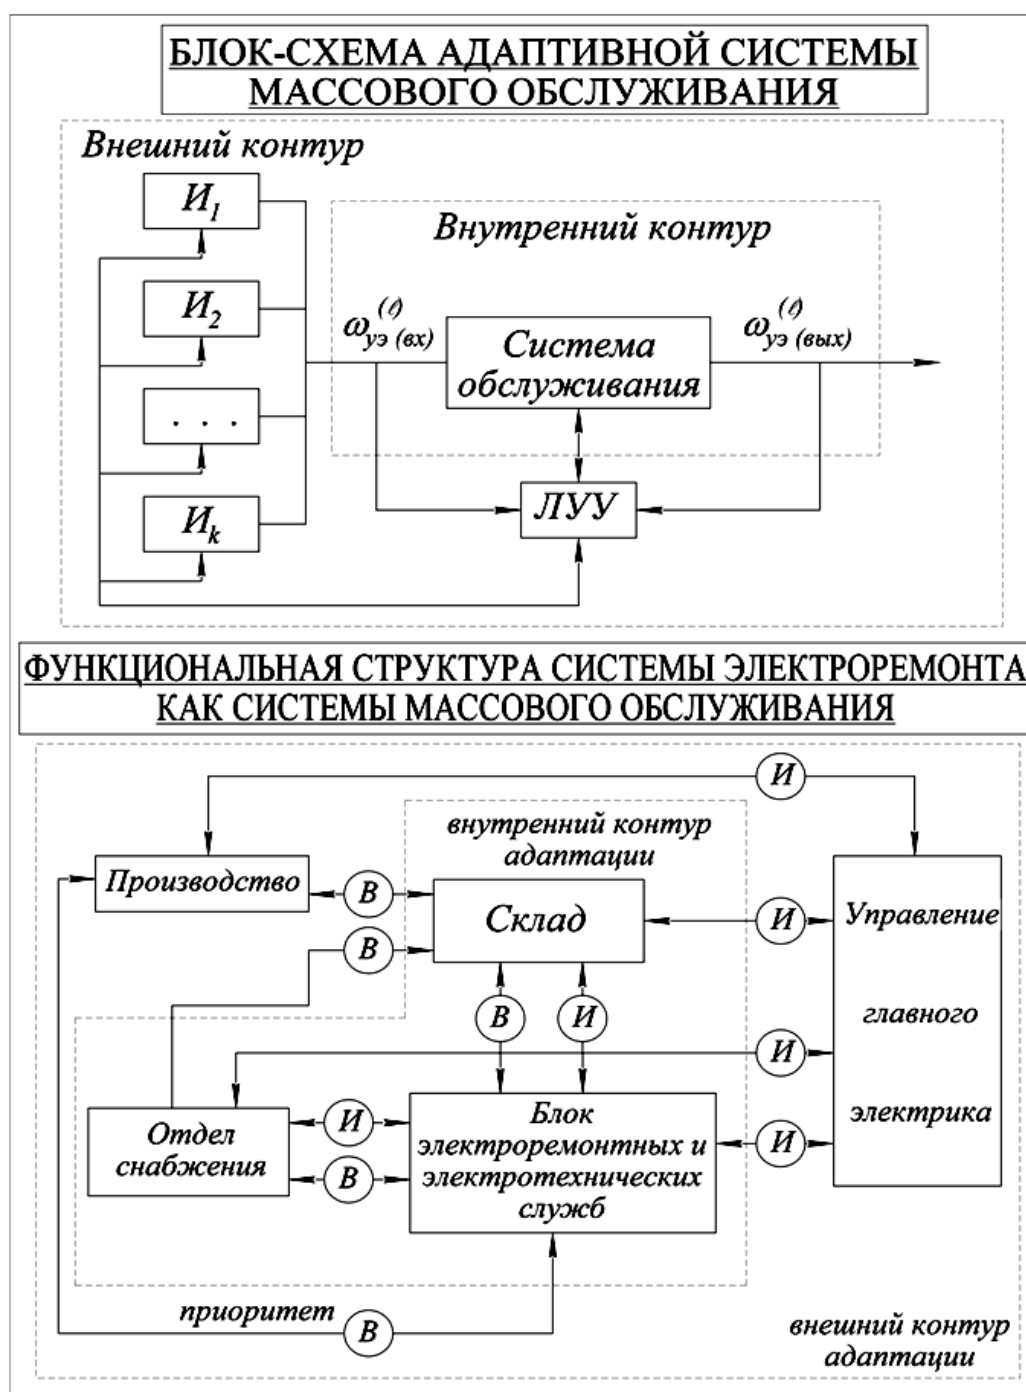 БЛОК-СХЕМА АДАПТИВНОЙ СИСТЕМЫ
МАССОВОГО ОБСЛУЖИВАНИЯ
Внешний контур
И1
И2
. . .
Иk
Внутренний контур
ωуэ (вх)(ℓ)
Система
обслуживания
ωуэ (вых)(ℓ)
ЛУУ
ФУНКЦИОНАЛЬНАЯ СТРУКТУРА СИСТЕМЫ ЭЛЕКТРОРЕМОНТА
КАК СИСТЕМЫ МАССОВОГО ОБСЛУЖИВАНИЯ
И
внутренний контур
адаптации
Производство
В
Склад
И
Управление
главного
электрика
В
В
И
И
Отдел
снабжения
И
В
Блок
электроремонтных и
электротехнических
служб
И
приоритет
В
внешний контур
адаптации